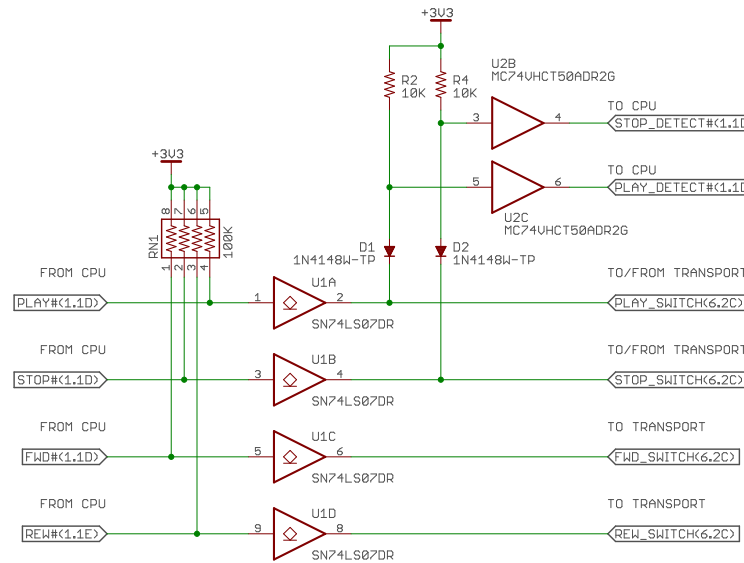 +3V3
R2
10K
R4
10K
U2B
MC74VHCT50ADR2G
3
4
TO CPU
STOP_DETECT#(1.1D
5
6
TO CPU
PLAY_DETECT#(1.1D
U2C
MC74VHCT50ADR2G
+3V3
8
7
6
5
RN1
100K
1
2
3
4
D1
1N4148W-TP
D2
1N4148W-TP
FROM CPU
PLAY#(1.1D)
1
U1A
2
SN74LS07DR
TO/FROM TRANSPORT
PLAY_SWITCH(6.2C)
FROM CPU
STOP#(1.1D)
3
U1B
4
SN74LS07DR
TO/FROM TRANSPORT
STOP_SWITCH(6.2C)
FROM CPU
FWD#(1.1D)
5
U1C
6
SN74LS07DR
TO TRANSPORT
FWD_SWITCH(6.2C)
FROM CPU
REW#(1.1E)
9
U1D
8
SN74LS07DR
TO TRANSPORT
REW_SWITCH(6.2C)